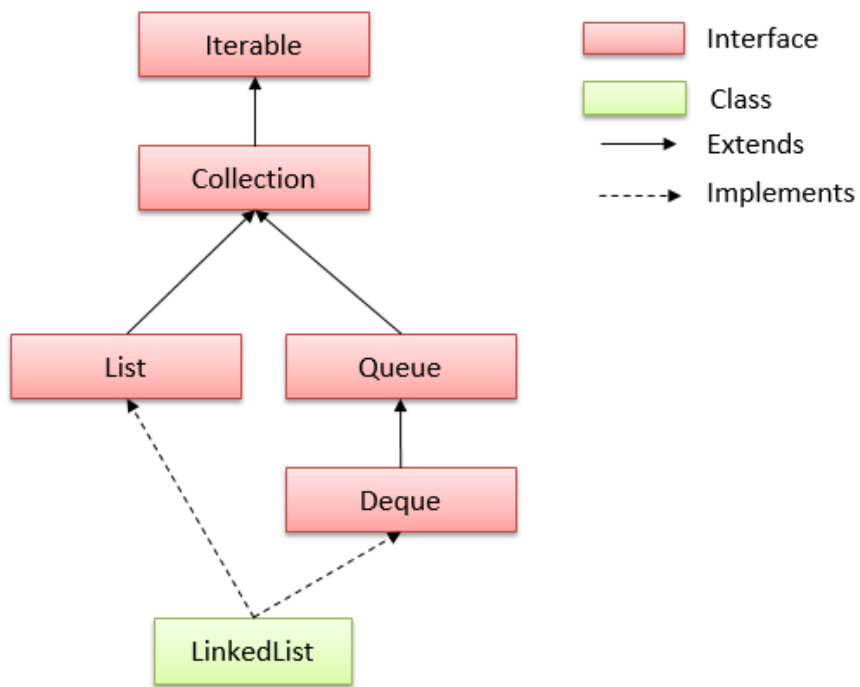 Iterable
Collection
List
Queue
Deque
LinkedList
Interface
Class
Extends
Implements